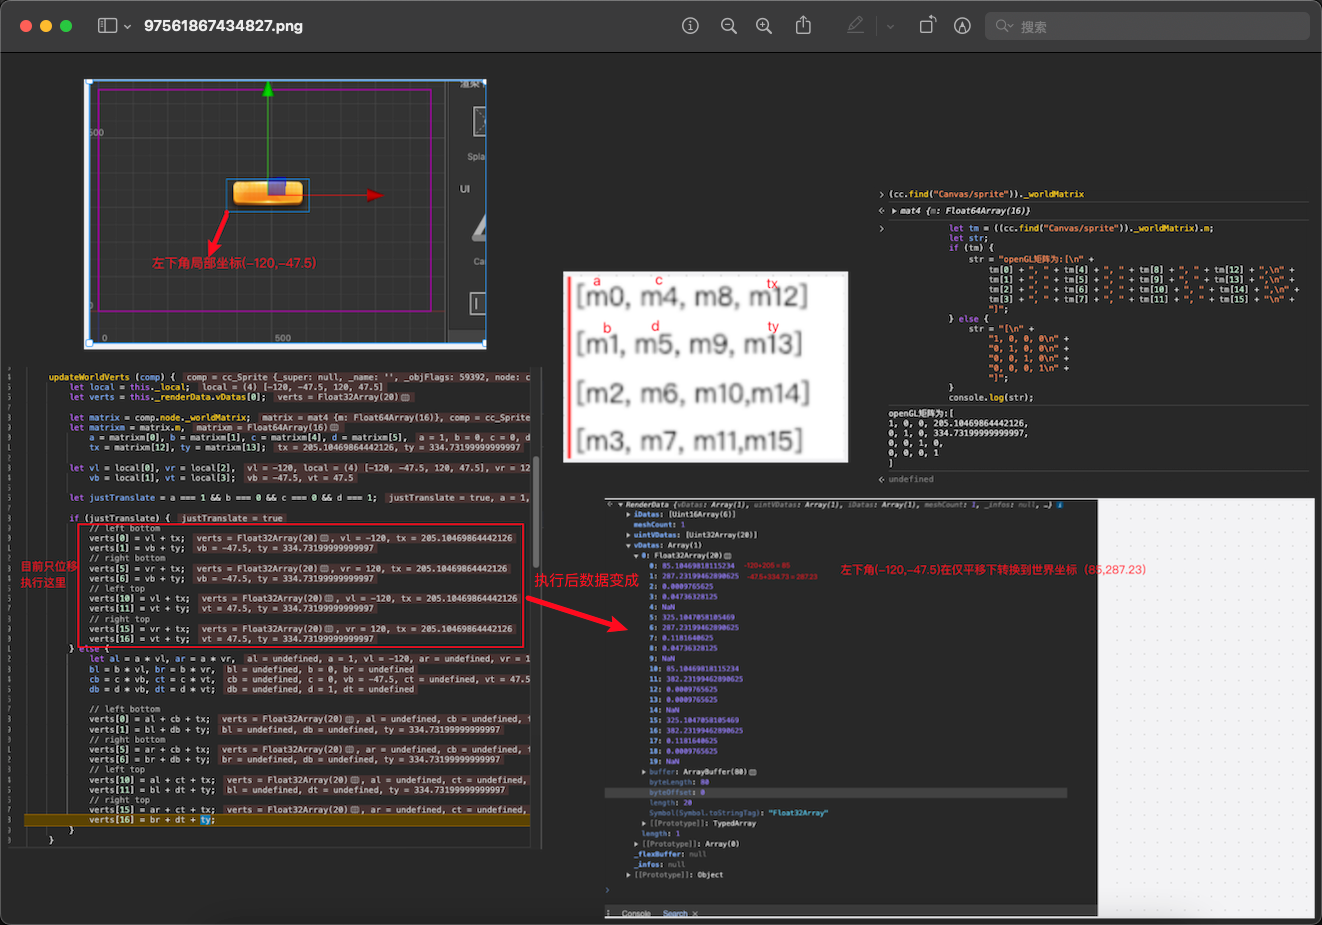 97561867434827.png
搜索
500
0
500
渲染
Spla
UI
Ca
左下角局部坐标(-120,-47.5)
updateWorldVerts (comp) { comp = cc_Sprite {_super: null, _name: '', _objFlags: 59392, node: c
let local = this._local; local = (4) [-120, -47.5, 120, 47.5]
let verts = this._renderData.vDatas[0]; verts = Float32Array(20)
let matrix = comp.node._worldMatrix; matrix = mat4 {m: Float64Array(16)}, comp = cc_Sprite
let matrixm = matrix.m, matrixm = Float64Array(16)
a = matrixm[0], b = matrixm[1], c = matrixm[4], d = matrixm[5], a = 1, b = 0, c = 0, d
tx = matrixm[12], ty = matrixm[13]; tx = 205.10469864442126, ty = 334.73199999999997
let vl = local[0], vr = local[2], vl = -120, local = (4) [-120, -47.5, 120, 47.5], vr = 12
vb = local[1], vt = local[3]; vb = -47.5, vt = 47.5
let justTranslate = a === 1 && b === 0 && c === 0 && d === 1; justTranslate = true, a = 1,
if (justTranslate) { justTranslate = true
// left bottom
verts[0] = vl + tx; verts = Float32Array(20), vl = -120, tx = 205.10469864442126
verts[1] = vb + ty; vb = -47.5, ty = 334.73199999999997
// right bottom
verts[5] = vr + tx; verts = Float32Array(20), vr = 120, tx = 205.10469864442126
verts[6] = vb + ty; vb = -47.5, ty = 334.73199999999997
// left top
verts[10] = vl + tx; verts = Float32Array(20), vl = -120, tx = 205.10469864442126
verts[11] = vt + ty; vt = 47.5, ty = 334.73199999999997
// right top
verts[15] = vr + tx; verts = Float32Array(20), vr = 120, tx = 205.10469864442126
verts[16] = vt + ty; vt = 47.5, ty = 334.73199999999997
} else {
let al = a * vl, ar = a * vr, al = undefined, a = 1, vl = -120, ar = undefined, vr = 1
bl = b * vl, br = b * vr, bl = undefined, b = 0, br = undefined
cb = c * vb, ct = c * vt, cb = undefined, c = 0, vb = -47.5, ct = undefined, vt = 47.5
db = d * vb, dt = d * vt; db = undefined, d = 1, dt = undefined
// left bottom
verts[0] = al + cb + tx; verts = Float32Array(20), al = undefined, cb = undefined, t
verts[1] = bl + db + ty; bl = undefined, db = undefined, ty = 334.73199999999997
// right bottom
verts[5] = ar + cb + tx; verts = Float32Array(20), ar = undefined, cb = undefined, t
verts[6] = br + db + ty; br = undefined, db = undefined, ty = 334.73199999999997
// left top
verts[10] = al + ct + tx; verts = Float32Array(20), al = undefined, ct = undefined,
verts[11] = bl + dt + ty; bl = undefined, dt = undefined, ty = 334.73199999999997
// right top
verts[15] = ar + ct + tx; verts = Float32Array(20), ar = undefined, ct = undefined,
verts[16] = br + dt + ty;
}
}
目前只位移
执行这里
执行后数据变成
a c tx
[m0, m4, m8, m12]
b d ty
[m1, m5, m9, m13]
[m2, m6, m10,m14]
[m3, m7, m11,m15]
(cc.find("Canvas/sprite"))._worldMatrix
mat4 {m: Float64Array(16)}
let tm = ((cc.find("Canvas/sprite"))._worldMatrix).m;
let str;
if (tm) {
str = "openGL矩阵为:[\n" +
tm[0] + ", " + tm[4] + ", " + tm[8] + ", " + tm[12] + ",\n" +
tm[1] + ", " + tm[5] + ", " + tm[9] + ", " + tm[13] + ",\n" +
tm[2] + ", " + tm[6] + ", " + tm[10] + ", " + tm[14] + ",\n" +
tm[3] + ", " + tm[7] + ", " + tm[11] + ", " + tm[15] + "\n" +
"]";
} else {
str = "[\n" +
"1, 0, 0, 0\n" +
"0, 1, 0, 0\n" +
"0, 0, 1, 0\n" +
"0, 0, 0, 1\n" +
"]";
}
console.log(str);
openGL矩阵为:[
1, 0, 0, 205.10469864442126,
0, 1, 0, 334.73199999999997,
0, 0, 1, 0,
0, 0, 0, 1
]
undefined
RenderData {vDatas: Array(1), uintVDatas: Array(1), iDatas: Array(1), meshCount: 1, _infos: null, …}
iDatas: [Uint16Array(6)]
meshCount: 1
uintVDatas: [Uint32Array(20)]
vDatas: Array(1)
0: Float32Array(20)
0: 85.10469818115234 -120+205 = 85
1: 287.23199462890625 -47.5+334.73 = 287.23
2: 0.0009765625
3: 0.04736328125
4: NaN
5: 325.1047058105469
6: 287.23199462890625
7: 0.1181640625
8: 0.04736328125
9: NaN
10: 85.10469818115234
11: 382.23199462890625
12: 0.0009765625
13: 0.0009765625
14: NaN
15: 325.1047058105469
16: 382.23199462890625
17: 0.1181640625
18: 0.0009765625
19: NaN
buffer: ArrayBuffer(80)
byteLength: 80
byteOffset: 0
length: 20
Symbol(Symbol.toStringTag): "Float32Array"
[[Prototype]]: TypedArray
length: 1
[[Prototype]]: Array(0)
_flexBuffer: null
_infos: null
[[Prototype]]: Object
左下角(-120,-47.5)在仅平移下转换到世界坐标（85,287.23)
Console Search ×